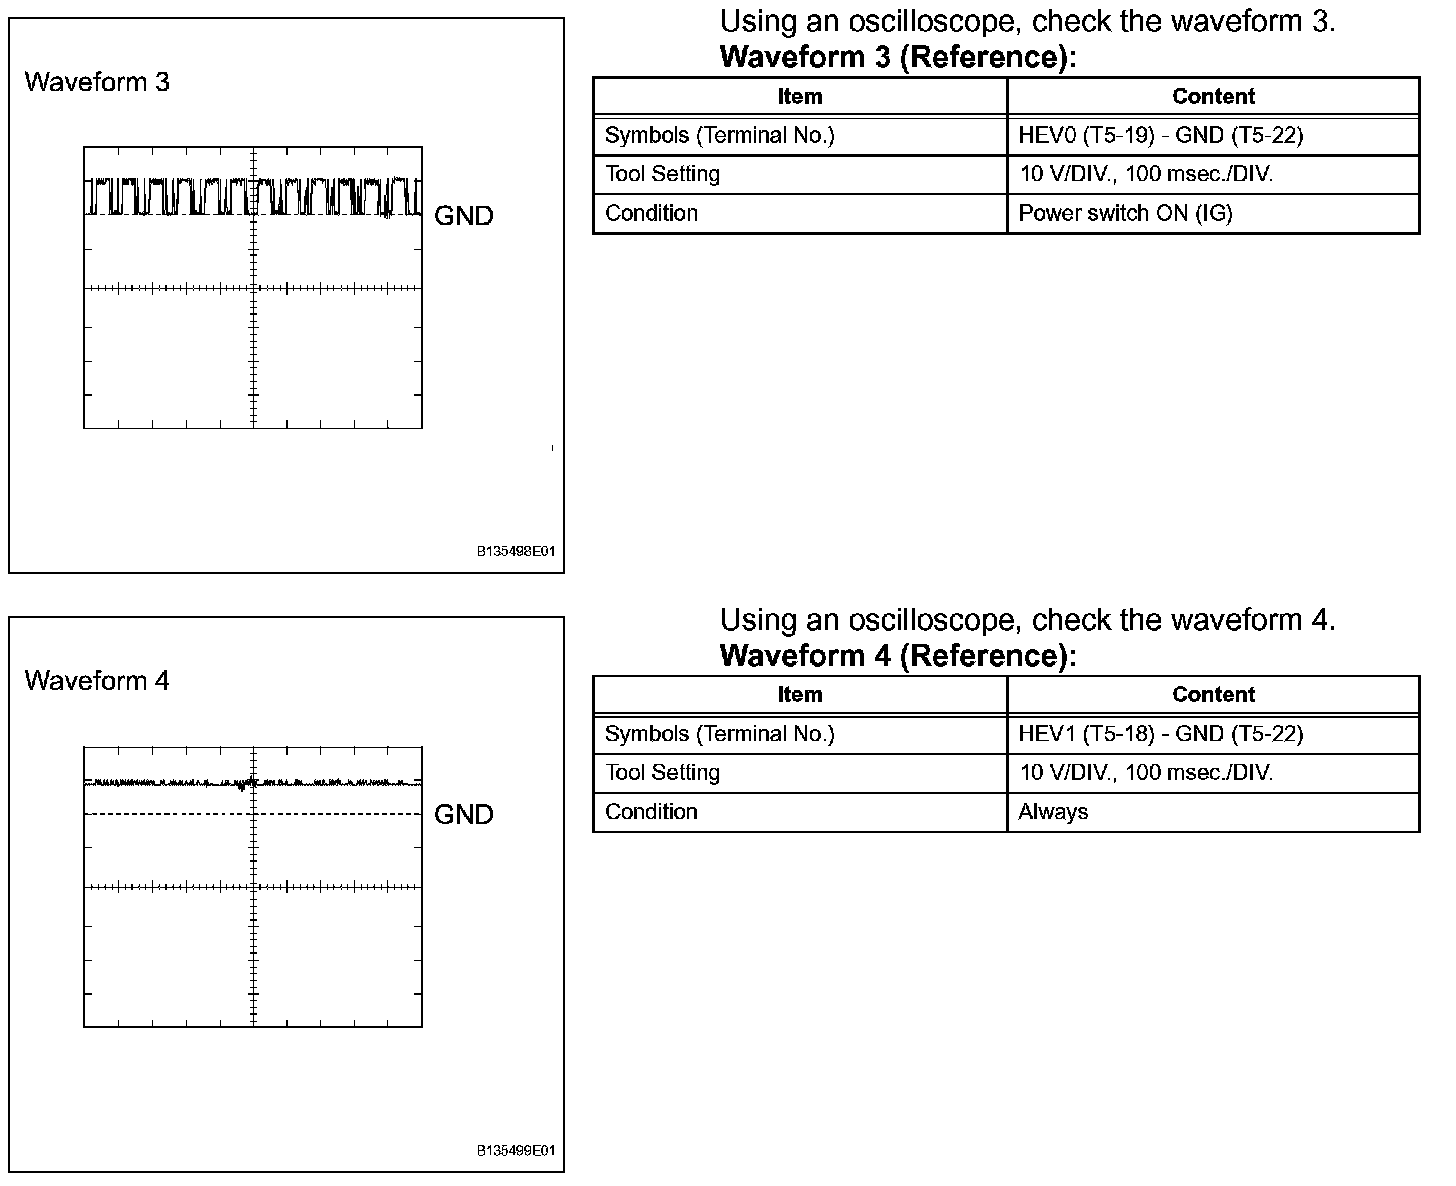 Waveform 3
GND
B135498E01
Using an oscilloscope, check the waveform 3.
Waveform 3 (Reference):
Item Content
Symbols (Terminal No.) HEV0 (T5-19) - GND (T5-22)
Tool Setting 10 V/DIV., 100 msec./DIV.
Condition Power switch ON (IG)
Waveform 4
GND
B135499E01
Using an oscilloscope, check the waveform 4.
Waveform 4 (Reference):
Item Content
Symbols (Terminal No.) HEV1 (T5-18) - GND (T5-22)
Tool Setting 10 V/DIV., 100 msec./DIV.
Condition Always